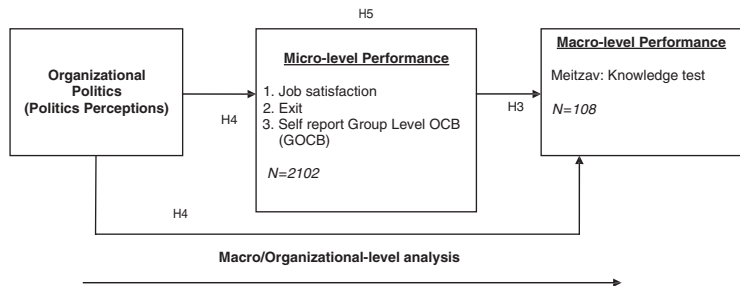 H5
Organizational
Politics
(Politics Perceptions)
H4
Micro-level Performance
1. Job satisfaction
2. Exit
3. Self report Group Level OCB
(GOCB)
N=2102
H3
Macro-level Performance
Meitzav: Knowledge test
N=108
H4
Macro/Organizational-level analysis